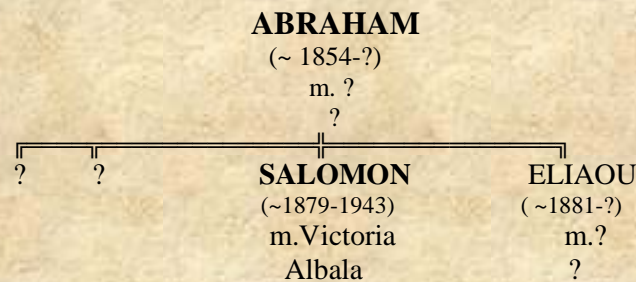 ABRAHAM
(~ 1854-?)
m. ?
?
? ? SALOMON ELIAOU
(~1879-1943) ( ~1881-?)
m.Victoria m.?
Albala ?